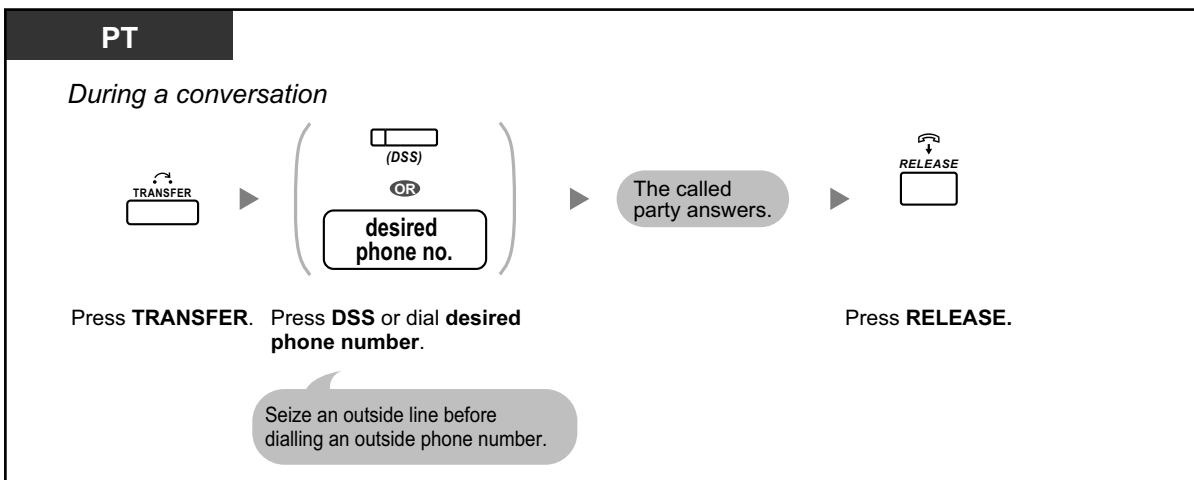 PT
During a conversation
TRANSFER
(DSS)
OR
desired
phone no.
The called
party answers.
RELEASE
Press TRANSFER.
Press DSS or dial desired
phone number.
Press RELEASE.
Seize an outside line before
dialling an outside phone number.